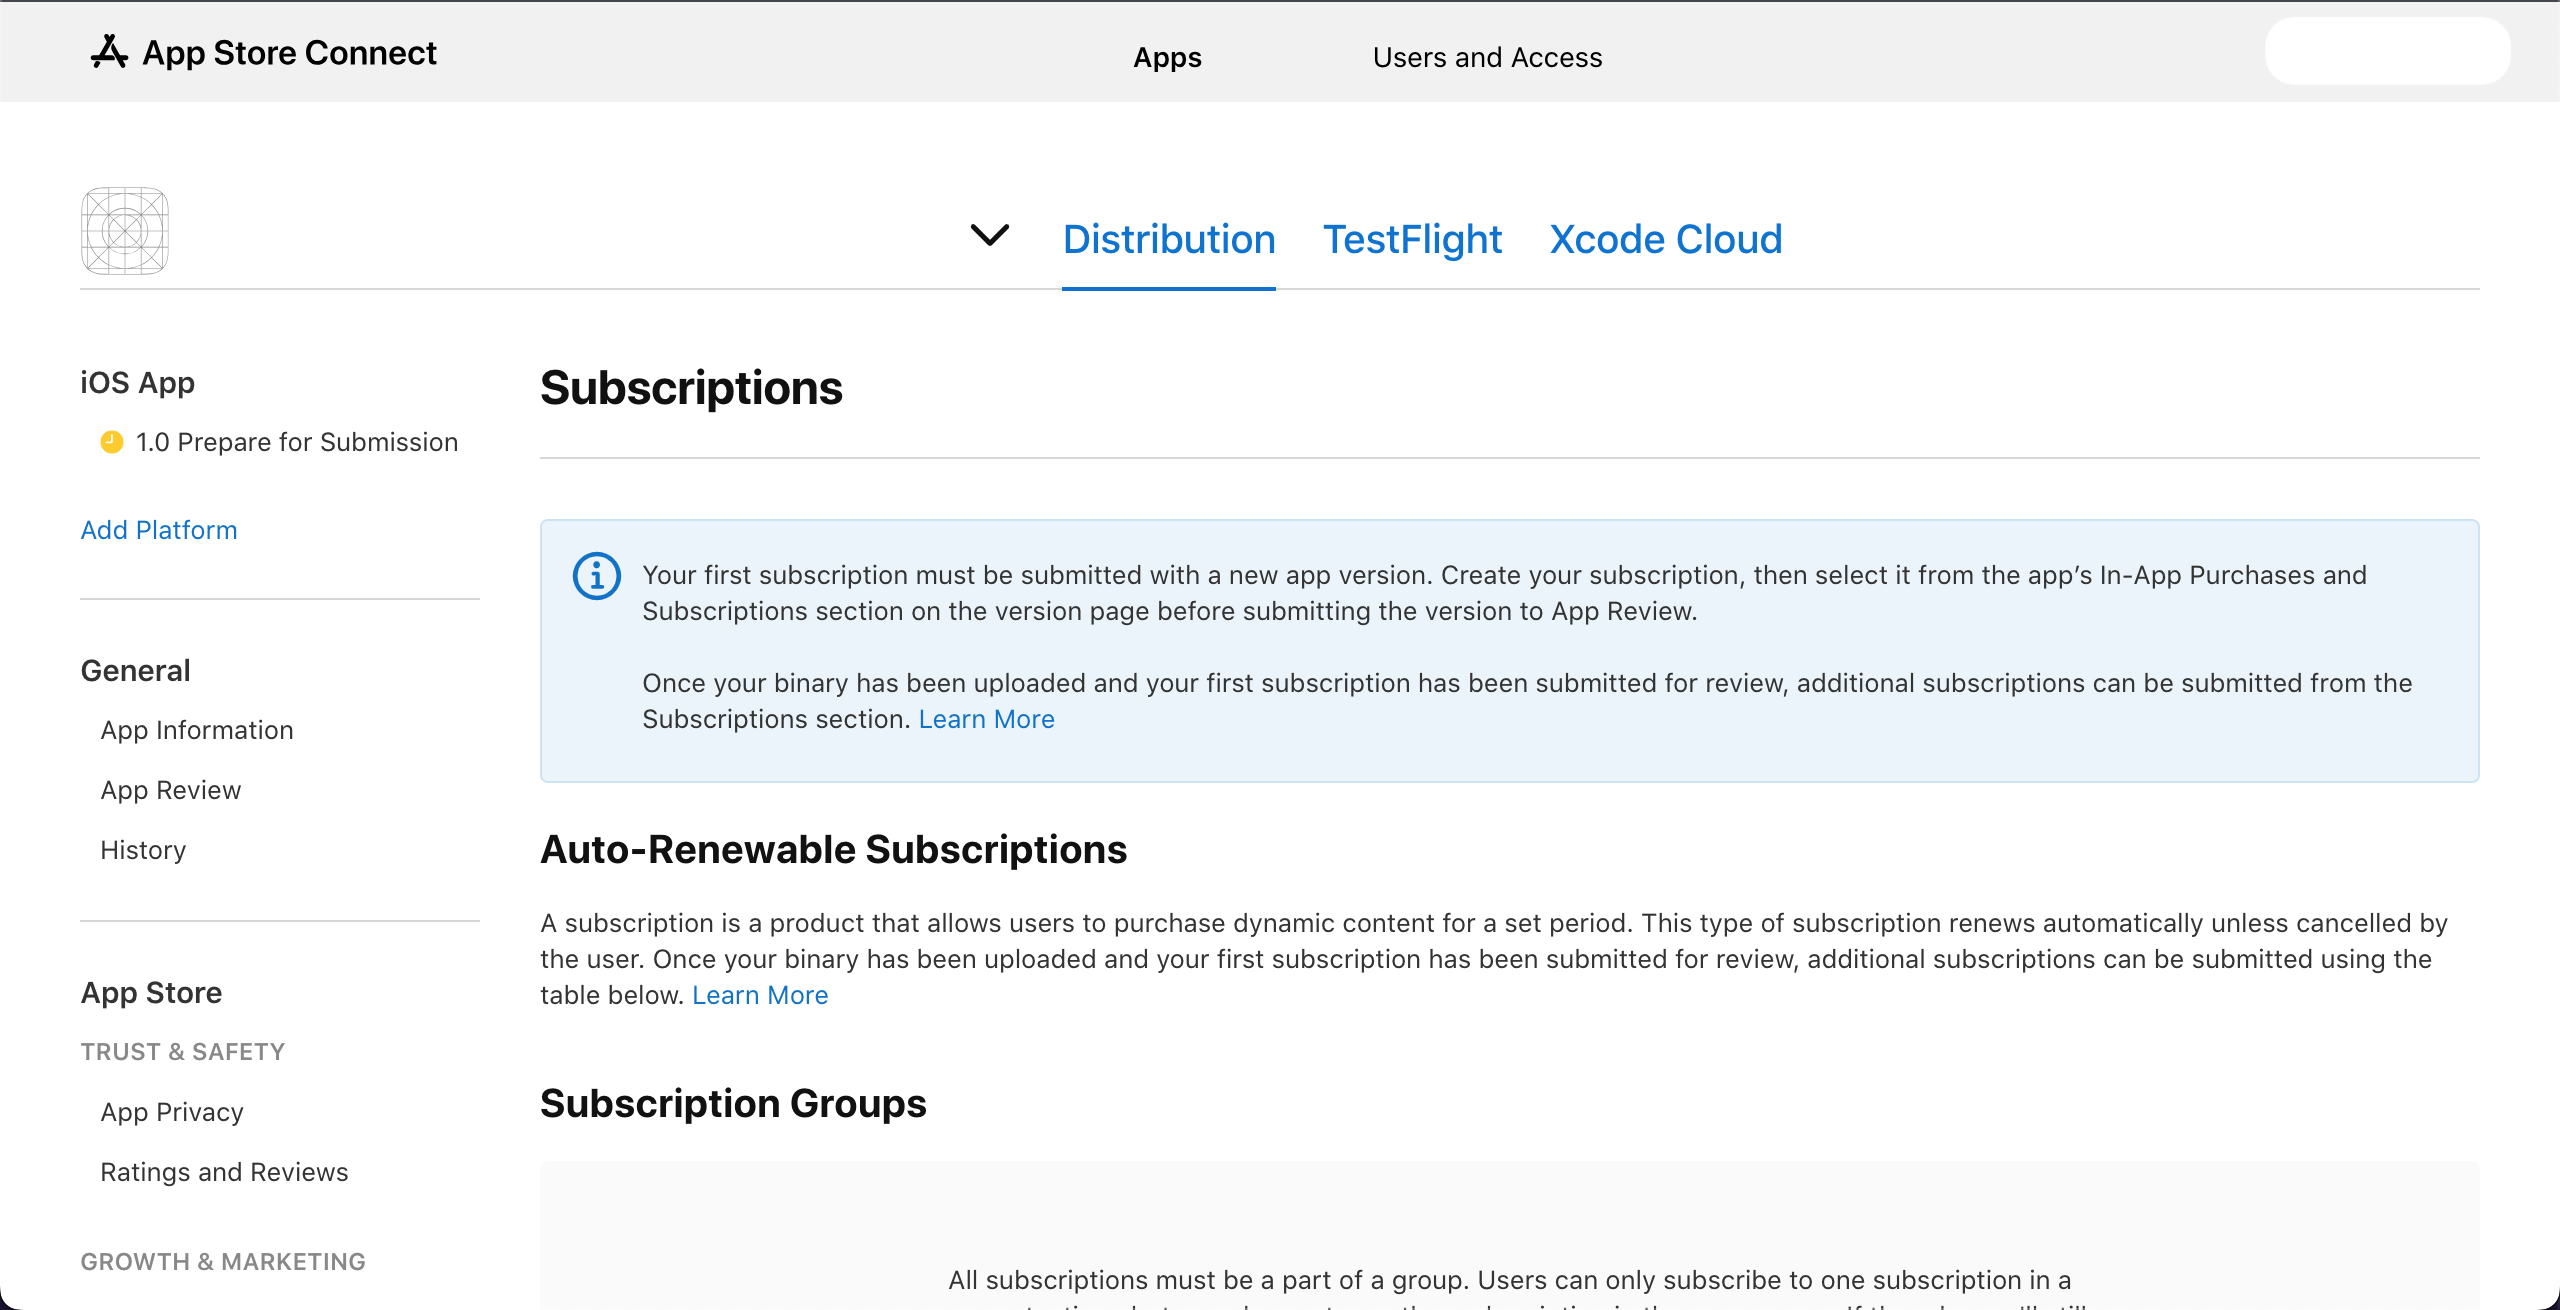 App Store Connect
Apps
Users and Access
Distribution
TestFlight
Xcode Cloud
iOS App
1.0 Prepare for Submission
Add Platform
General
App Information
App Review
History
App Store
TRUST & SAFETY
App Privacy
Ratings and Reviews
GROWTH & MARKETING
Subscriptions
Your first subscription must be submitted with a new app version. Create your subscription, then select it from the app’s In-App Purchases and
Subscriptions section on the version page before submitting the version to App Review.
Once your binary has been uploaded and your first subscription has been submitted for review, additional subscriptions can be submitted from the
Subscriptions section. Learn More
Auto-Renewable Subscriptions
A subscription is a product that allows users to purchase dynamic content for a set period. This type of subscription renews automatically unless cancelled by
the user. Once your binary has been uploaded and your first subscription has been submitted for review, additional subscriptions can be submitted using the
table below. Learn More
Subscription Groups
All subscriptions must be a part of a group. Users can only subscribe to one subscription in a